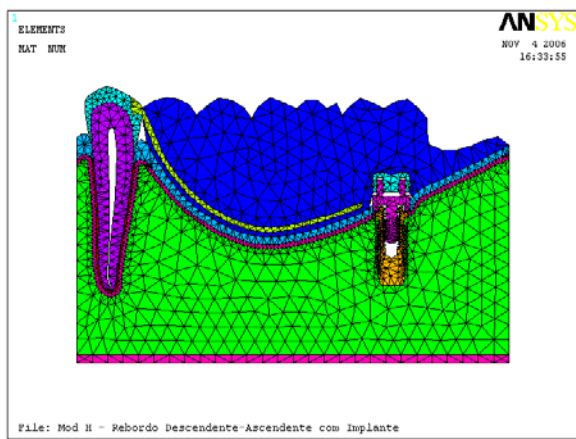 1
ELEMENTS
MAT NUM
ANSYS
NOV 4 2006
16:33:55
File: Mod H - Rebordo Descendente-Ascendente com Implante